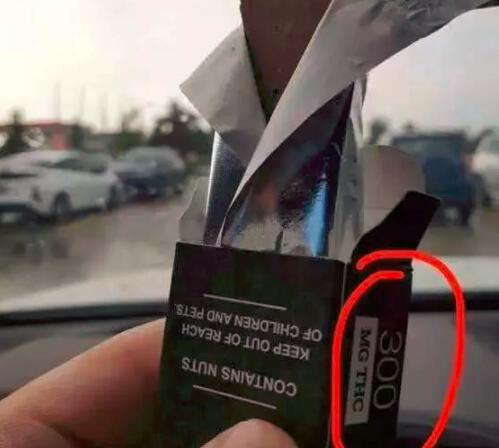 CONTAINS NUTS
KEEP OUT OF REACH
OF CHILDREN AND PETS.
300
MG THC